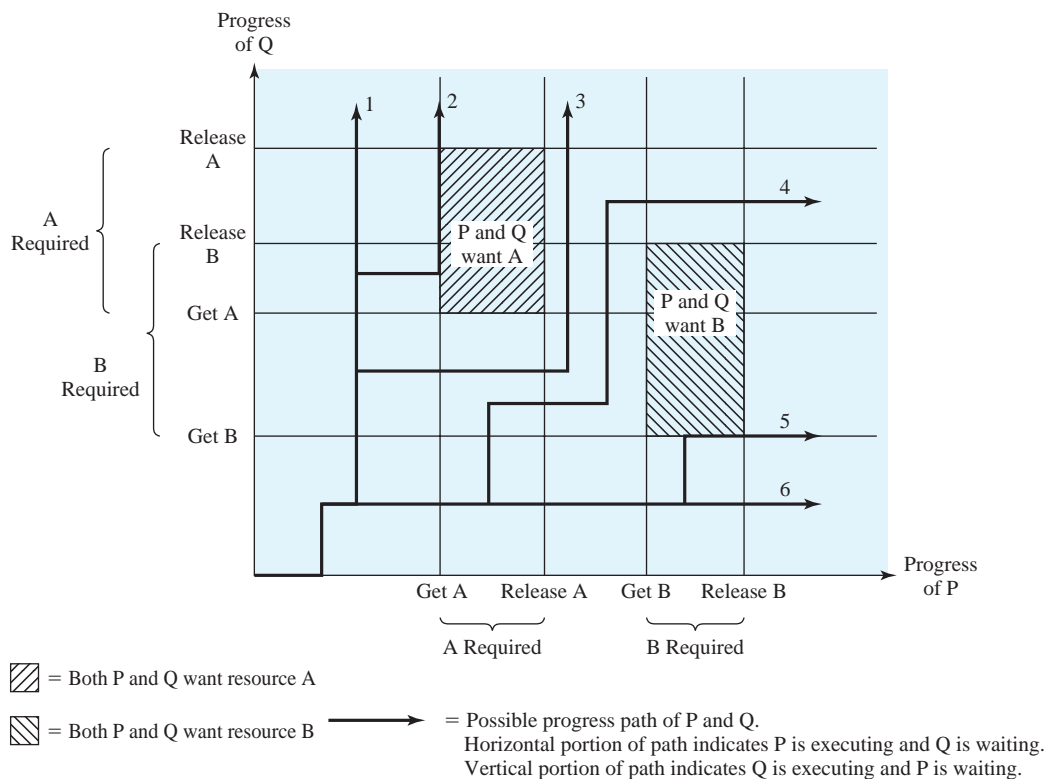 Progress
of Q
1
2
3
Release
A
4
A
Required
Release
B
P and Q
want A
Get A
P and Q
want B
B
Required
Get B
5
6
Progress
of P
Get A
Release A
Get B
Release B
A Required
B Required
= Both P and Q want resource A
= Both P and Q want resource B
= Possible progress path of P and Q.
Horizontal portion of path indicates P is executing and Q is waiting.
Vertical portion of path indicates Q is executing and P is waiting.